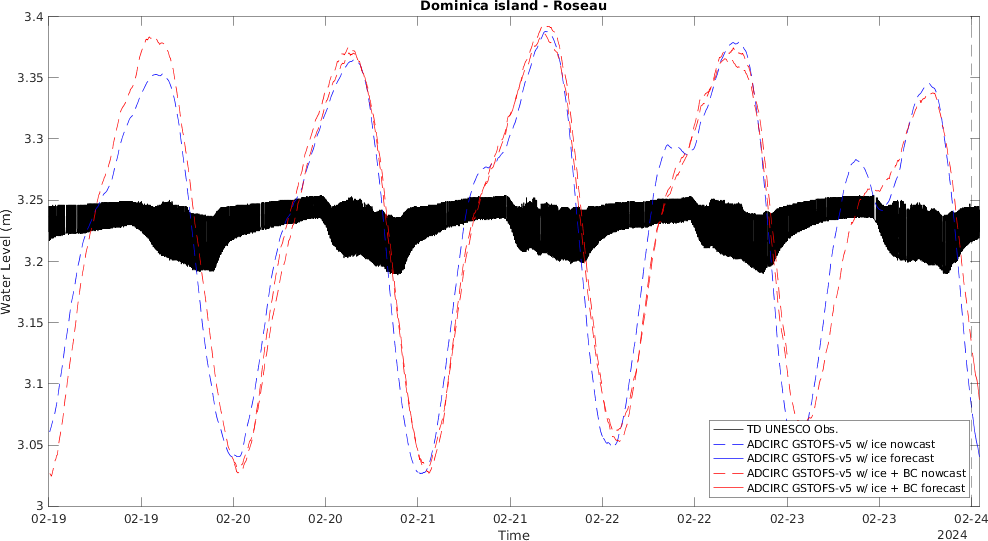 Dominica island - Roseau
3.4
3.35
3.3
3.25
3.2
3.15
3.1
3.05
3
Water Level (m)
TD UNESCO Obs.
ADCIRC GSTOFS-v5 w/ ice nowcast
ADCIRC GSTOFS-v5 w/ ice forecast
ADCIRC GSTOFS-v5 w/ ice + BC nowcast
ADCIRC GSTOFS-v5 w/ ice + BC forecast
02-19 02-19 02-20 02-20 02-21 02-21 02-22 02-22 02-23 02-23 02-24
Time
2024